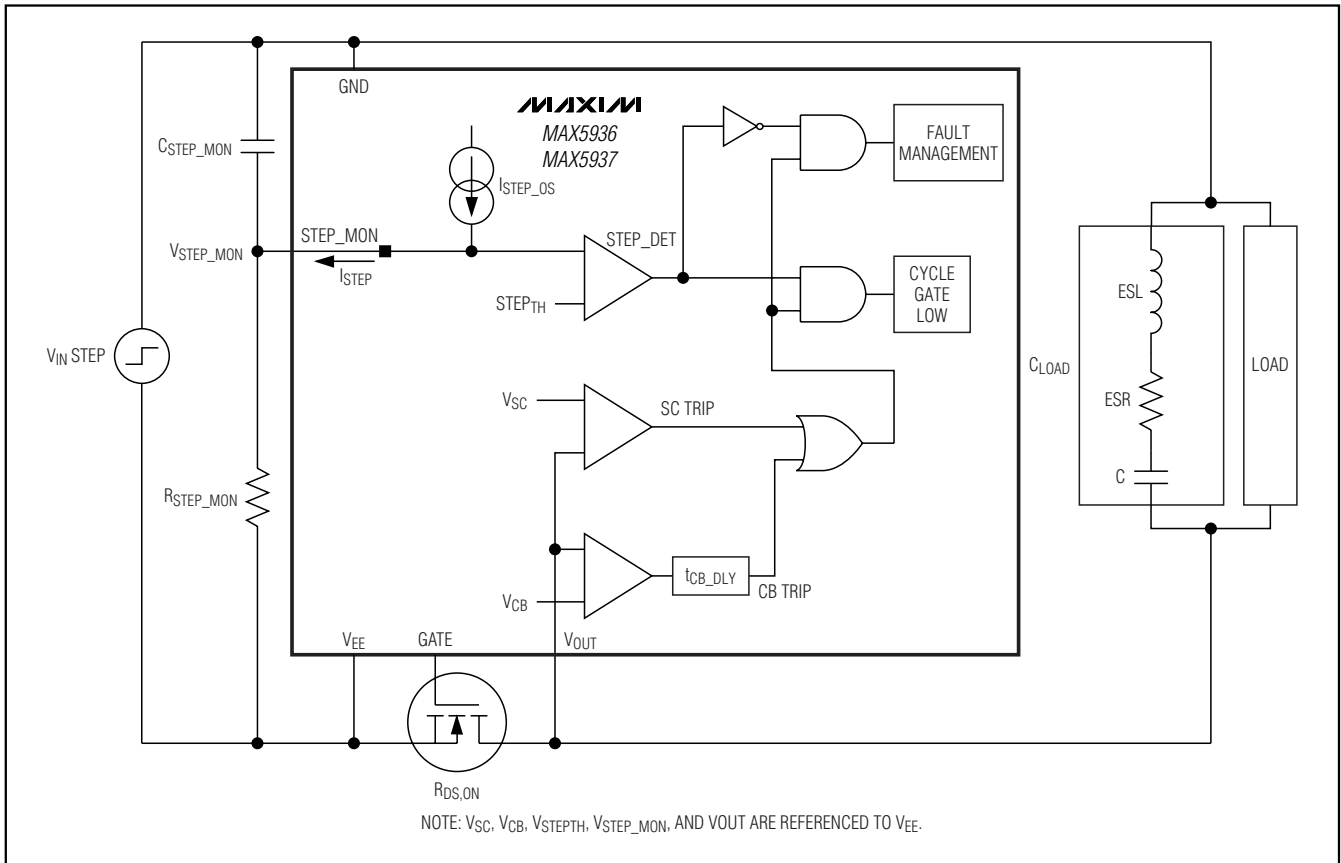 GND
MAXIM
MAX5936
MAX5937
CSTEP_MON
ISTEP_OS
FAULT
MANAGEMENT
VSTEP_MON
STEP_MON
ISTEP
STEP_DET
STEPTH
CYCLE
GATE
LOW
VIN STEP
CLOAD
ESL
ESR
C
LOAD
VSC
SC TRIP
RSTEP_MON
VCB
tCB_DLY
CB TRIP
VEE
GATE
VOUT
RDS,ON
NOTE: VSC, VCB, VSTEPTH, VSTEP_MON, AND VOUT ARE REFERENCED TO VEE.